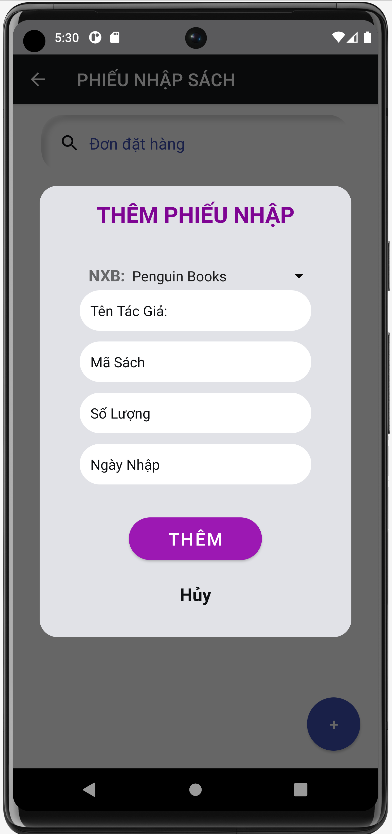 5:30
PHIẾU NHẬP SÁCH
Đơn đặt hàng
THÊM PHIẾU NHẬP
NXB: Penguin Books
Tên Tác Giả:
Mã Sách
Số Lượng
Ngày Nhập
THÊM
Hủy
+